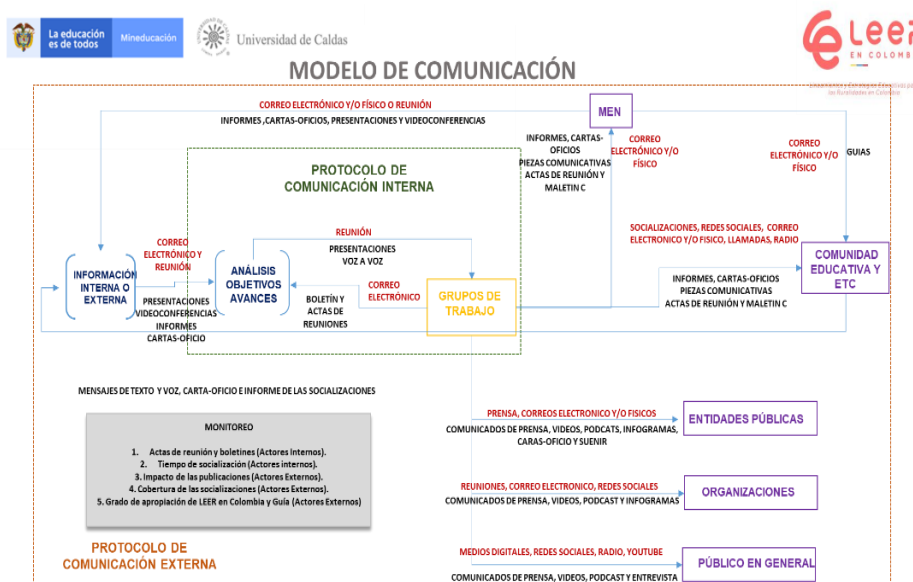 La educación
es de todos
Mineducación
Universidad de Caldas
Leer
EN COLOMB
MODELO DE COMUNICACIÓN
CORREO ELECTRÓNICO Y/O FÍSICO O REUNIÓN
INFORMES ,CARTAS-OFICIOS, PRESENTACIONES Y VIDEOCONFERENCIAS
MEN
INFORMES, CARTAS-
OFICIOS
PIEZAS COMUNICATIVAS
ACTAS DE REUNIÓN Y
MALETIN C
CORREO
ELECTRÓNICO Y/O
FÍSICO
CORREO
ELECTRÓNICO Y/O
FÍSICO
GUIAS
PROTOCOLO DE
COMUNICACIÓN INTERNA
REUNIÓN
PRESENTACIONES
VOZ A VOZ
SOCIALIZACIONES, REDES SOCIALES, CORREO
ELECTRONICO Y/O FISICO, LLAMADAS, RADIO
CORREO
ELECTRÓNICO Y
REUNIÓN
INFORMACIÓN
INTERNA O
EXTERNA
ANÁLISIS
OBJETIVOS
AVANCES
COMUNIDAD
EDUCATIVA Y
ETC
PRESENTACIONES
VIDEOCONFERENCIAS
INFORMES
CARTAS-OFICIO
BOLETÍN Y
ACTAS DE
REUNIONES
CORREO
ELECTRÓNICO
GRUPOS DE
TRABAJO
INFORMES, CARTAS-OFICIOS
PIEZAS COMUNICATIVAS
ACTAS DE REUNIÓN Y MALETIN C
MENSAJES DE TEXTO Y VOZ, CARTA-OFICIO E INFORME DE LAS SOCIALIZACIONES
MONITOREO
1. Actas de reunión y boletines (Actores Internos).
2. Tiempo de socialización (Actores internos).
3. Impacto de las publicaciones (Actores Externos).
4. Cobertura de las socializaciones (Actores Externos).
5. Grado de apropiación de LEER en Colombia y Guía (Actores Externos)
PRENSA, CORREOS ELECTRONICO Y/O FISICOS
COMUNICADOS DE PRENSA, VIDEOS, PODCATS, INFOGRAMAS,
CARAS-OFICIO Y SUENIR
ENTIDADES PÚBLICAS
REUNIONES, CORREO ELECTRONICO, REDES SOCIALES
COMUNICADOS DE PRENSA, VIDEOS, PODCAST Y INFOGRAMAS
ORGANIZACIONES
PROTOCOLO DE
COMUNICACIÓN EXTERNA
MEDIOS DIGITALES, REDES SOCIALES, RADIO, YOUTUBE
COMUNICADOS DE PRENSA, VIDEOS, PODCAST Y ENTREVISTA
PÚBLICO EN GENERAL